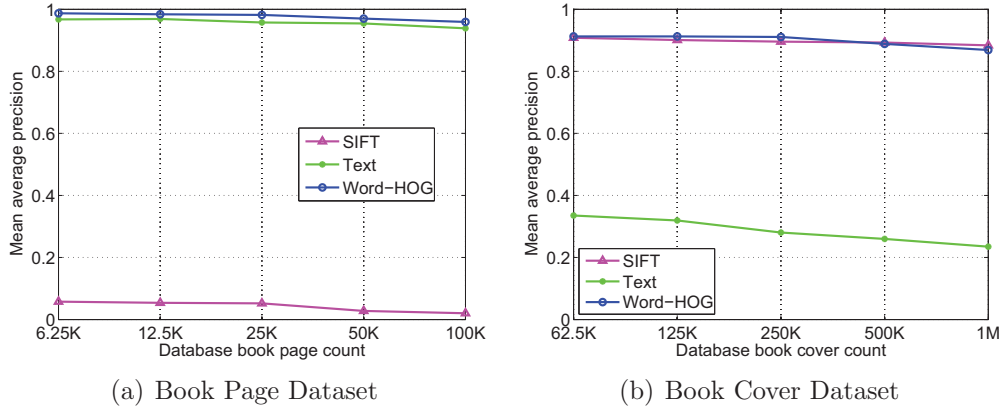 1
0.8
0.6
0.4
0.2
0
Mean average precision
SIFT
Text
Word-HOG
6.25K 12.5K 25K 50K 100K
Database book page count
(a) Book Page Dataset
1
0.8
0.6
0.4
0.2
0
Mean average precision
SIFT
Text
Word-HOG
62.5K 125K 250K 500K 1M
Database book cover count
(b) Book Cover Dataset